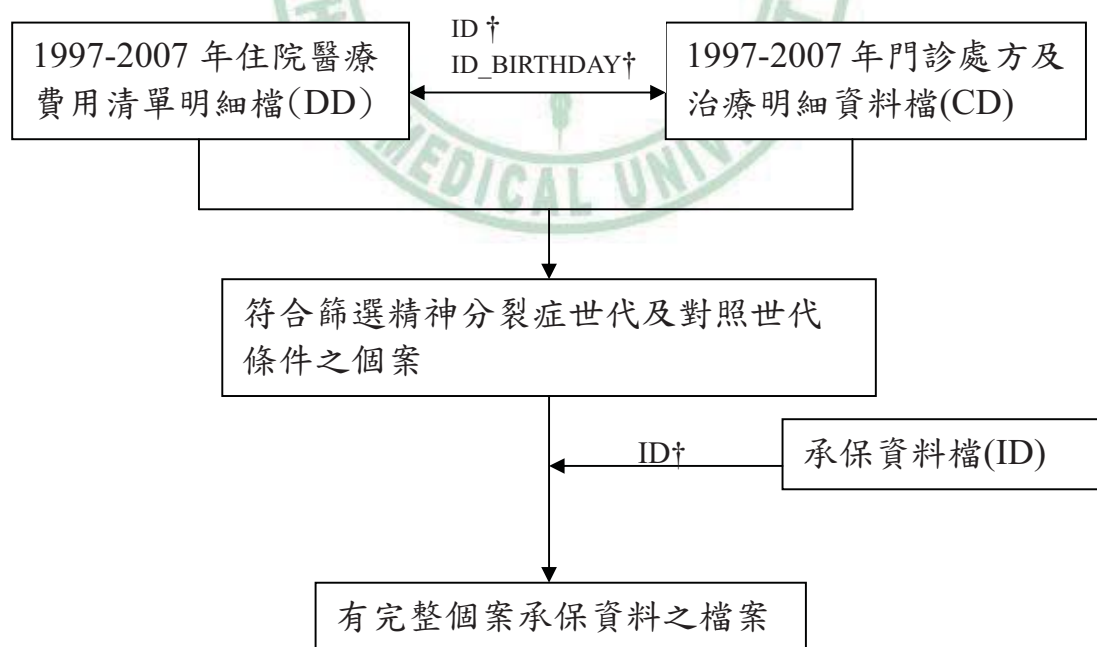 ID †
ID_BIRTHDAY†
1997-2007 年住院醫療
費用清單明細檔(DD)
1997-2007 年門診處方及
治療明細資料檔(CD)
MEDICAL UNIV
符合篩選精神分裂症世代及對照世代
條件之個案
ID†
承保資料檔(ID)
有完整個案承保資料之檔案